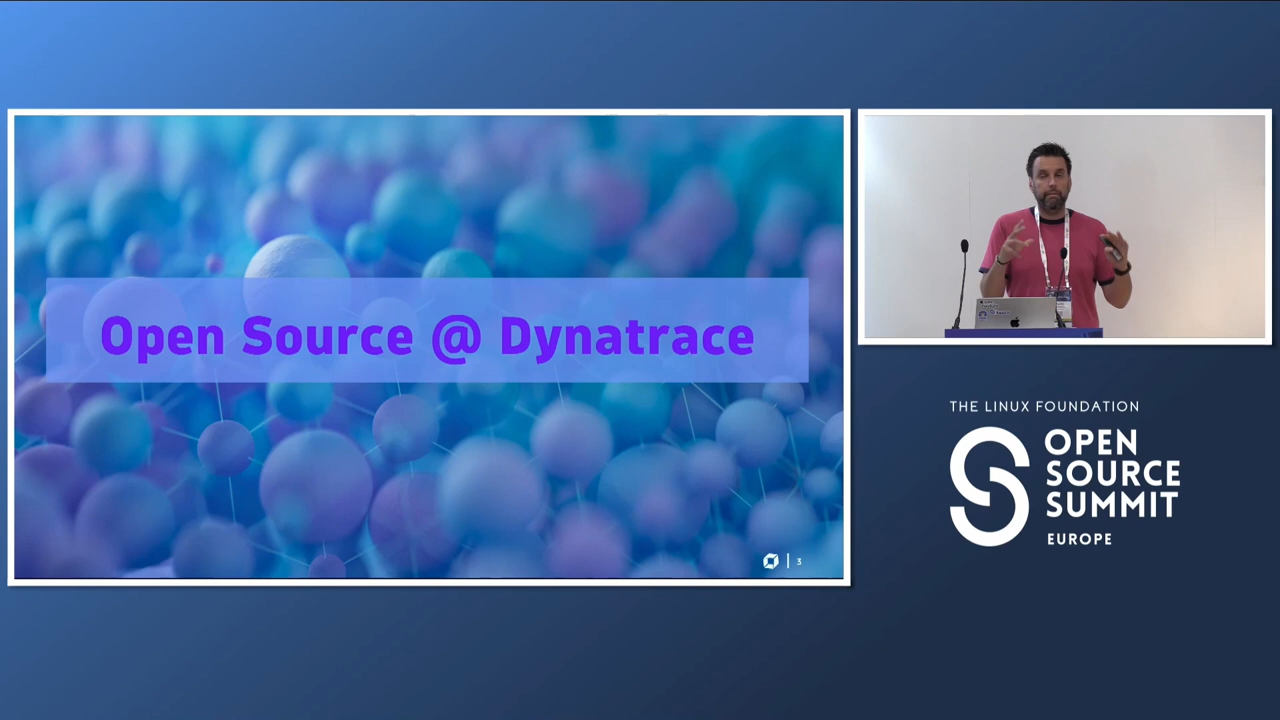 Open Source @ Dynatrace
3
THE LINUX FOUNDATION
OPEN
SOURCE
SUMMIT
EUROPE